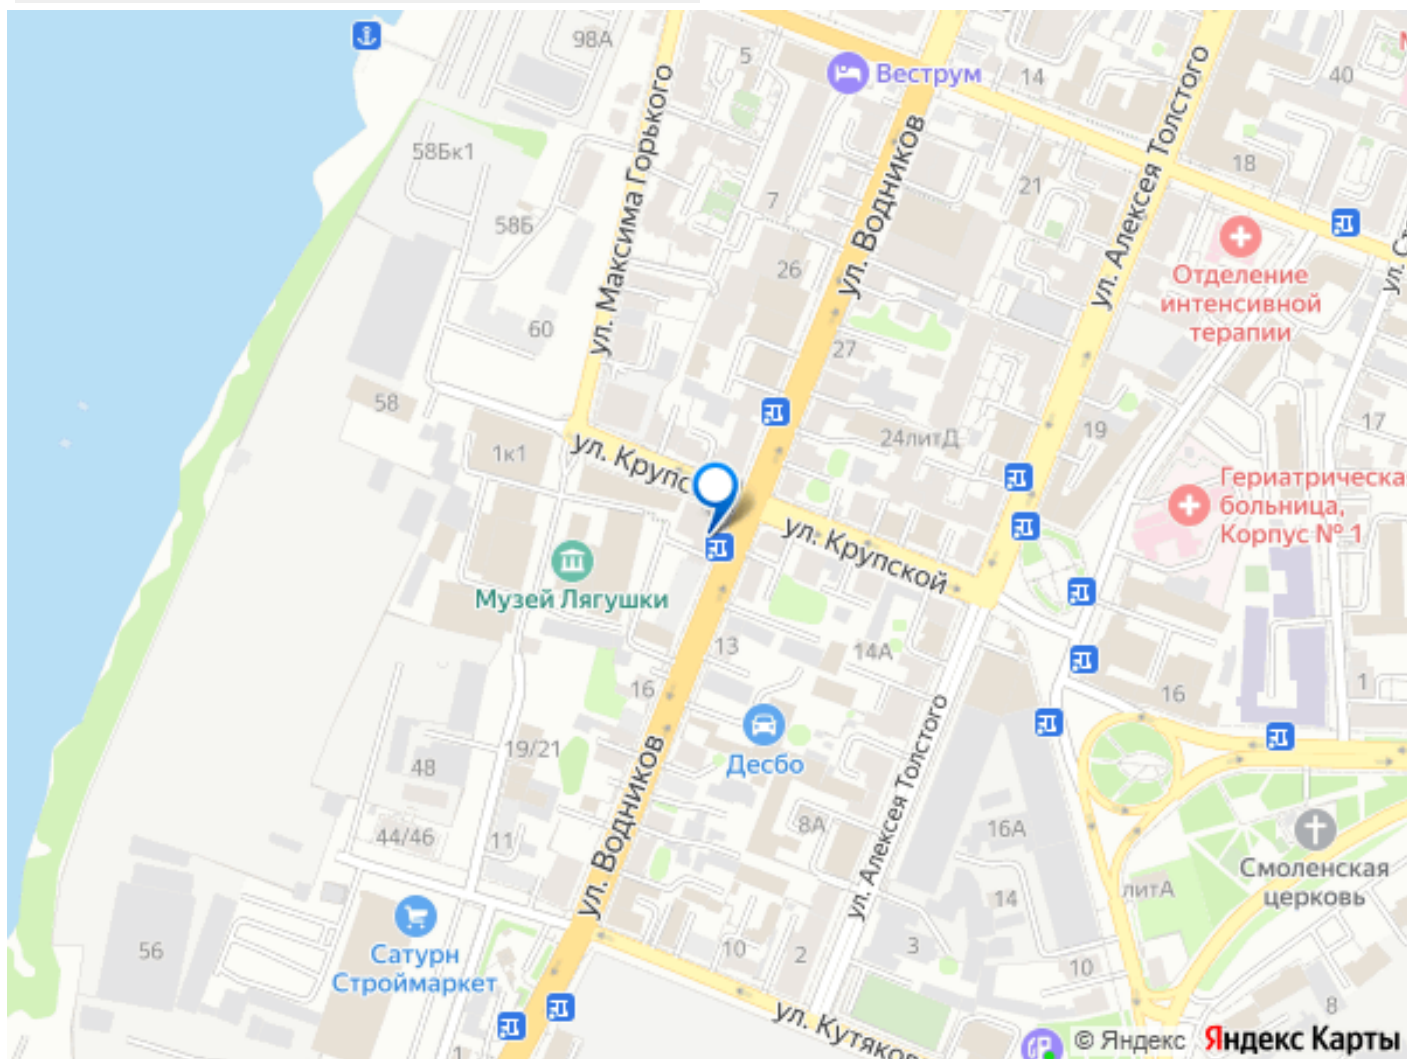 98А
5
Веструм
14
40
58Бк1
ул. Максима Горького
ул. Водников
ул. Алексея Толстого
18
21
7
58Б
Отделение
интенсивной
терапии
26
60
27
58
17
24литД
19
1к1
ул. Крупс
Гериатрическа
больница,
Корпус № 1
ул. Крупской
Музей Лягушки
13
14А
16
16
1
ул. Водников
ул. Алексея Толстого
19/21
Десбо
48
8А
16А
44/46
11
Смоленская
церковь
14
литА
Сатурн
Строймаркет
56
10
2
3
10
8
ул. Кутяков
1
© Яндекс
Яндекс Карты